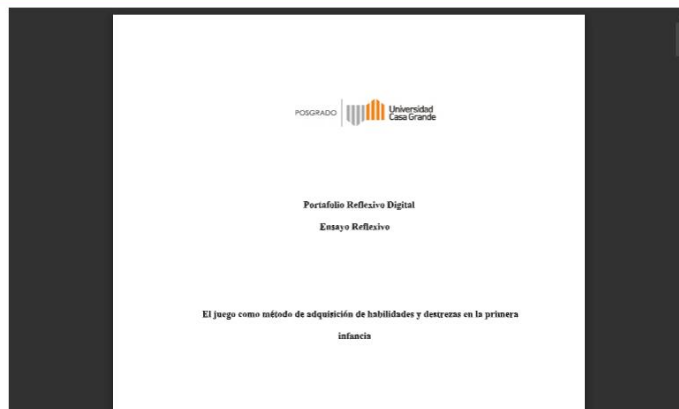 POSGRADO
Universidad
Casa Grande
Portafolio Reflexivo Digital
Ensayo Reflexivo
El juego como método de adquisición de habilidades y destrezas en la primera
infancia